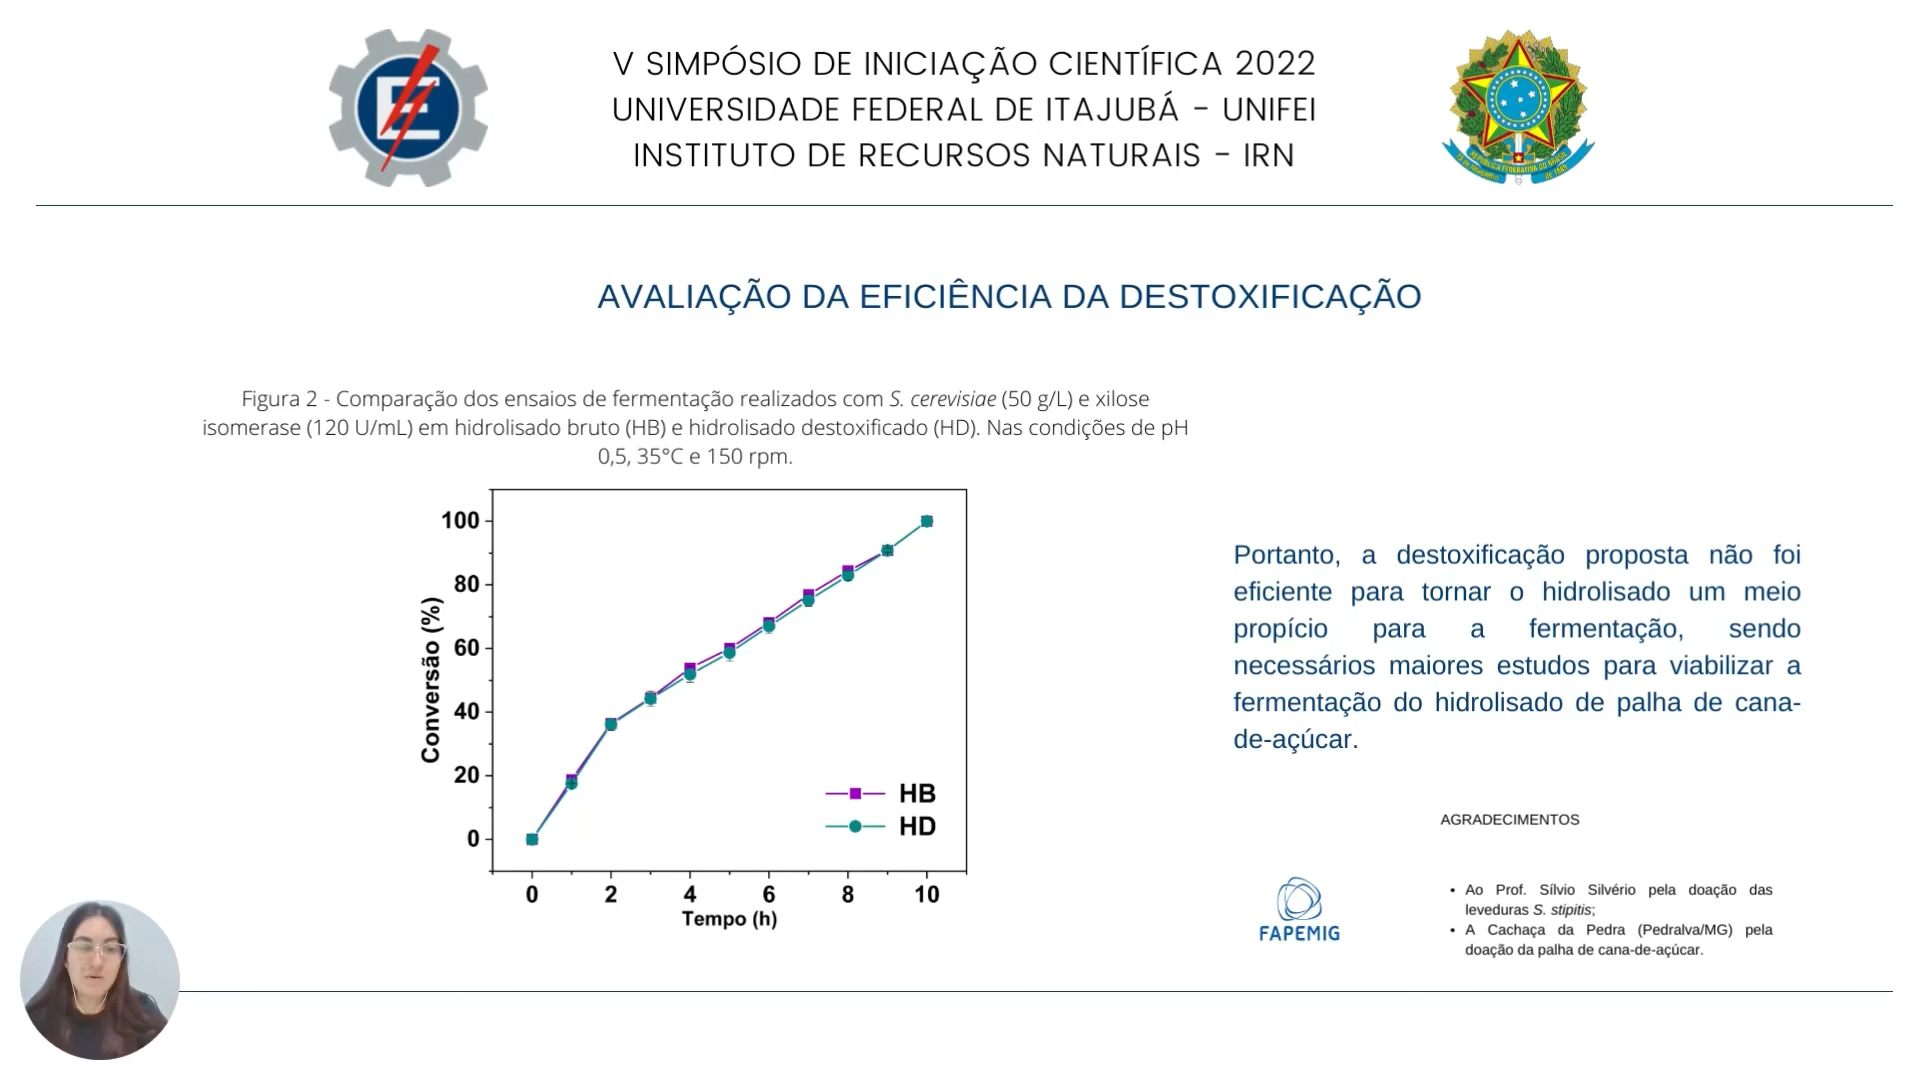 V SIMPÓSIO DE INICIAÇÃO CIENTÍFICA 2022
UNIVERSIDADE FEDERAL DE ITAJUBÁ - UNIFEI
INSTITUTO DE RECURSOS NATURAIS - IRN
E
REPÚBLICA FEDERATIVA DO BRASIL
AVALIAÇÃO DA EFICIÊNCIA DA DESTOXIFICAÇÃO
Figura 2 - Comparação dos ensaios de fermentação realizados com S. cerevisiae (50 g/L) e xilose
isomerase (120 U/mL) em hidrolisado bruto (HB) e hidrolisado destoxificado (HD). Nas condições de pH
0,5, 35°C e 150 rpm.
Conversão (%)
100
80
60
40
20
0
HB
HD
0 2 4 6 8 10
Tempo (h)
Portanto, a destoxificação proposta não foi
eficiente para tornar o hidrolisado um meio
propício para a fermentação, sendo
necessários maiores estudos para viabilizar a
fermentação do hidrolisado de palha de cana-
de-açúcar.
AGRADECIMENTOS
FAPEMIG
• Ao Prof. Sílvio Silvério pela doação das
leveduras S. stipitis;
• A Cachaça da Pedra (Pedralva/MG) pela
doação da palha de cana-de-açúcar.